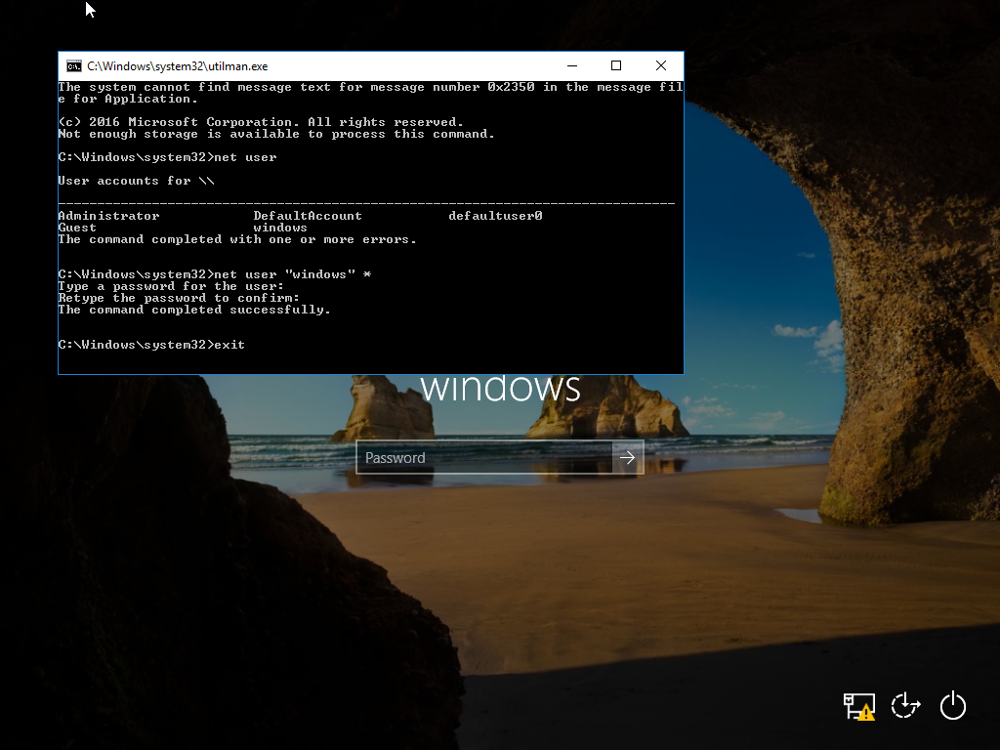 C:\Windows\system32\utilman.exe
The system cannot find message text for message number 0x2350 in the message fil
e for Application.
(c) 2016 Microsoft Corporation. All rights reserved.
Not enough storage is available to process this command.
C:\Windows\system32>net user
User accounts for \\
-------------------------------------------------------------------------------
Administrator            DefaultAccount           defaultuser0
Guest                    windows
The command completed with one or more errors.
C:\Windows\system32>net user "windows" *
Type a password for the user:
Retype the password to confirm:
The command completed successfully.
C:\Windows\system32>exit
windows
Password